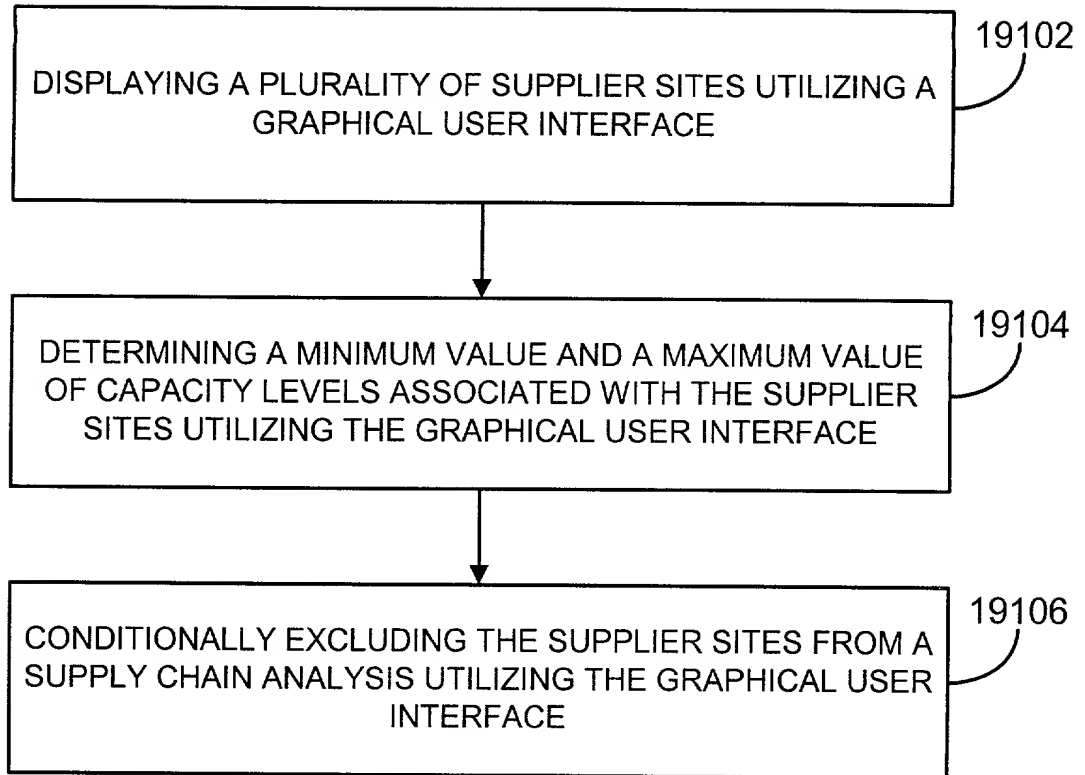 19102
DISPLAYING A PLURALITY OF SUPPLIER SITES UTILIZING A
GRAPHICAL USER INTERFACE
19104
DETERMINING A MINIMUM VALUE AND A MAXIMUM VALUE
OF CAPACITY LEVELS ASSOCIATED WITH THE SUPPLIER
SITES UTILIZING THE GRAPHICAL USER INTERFACE
19106
CONDITIONALLY EXCLUDING THE SUPPLIER SITES FROM A
SUPPLY CHAIN ANALYSIS UTILIZING THE GRAPHICAL USER
INTERFACE